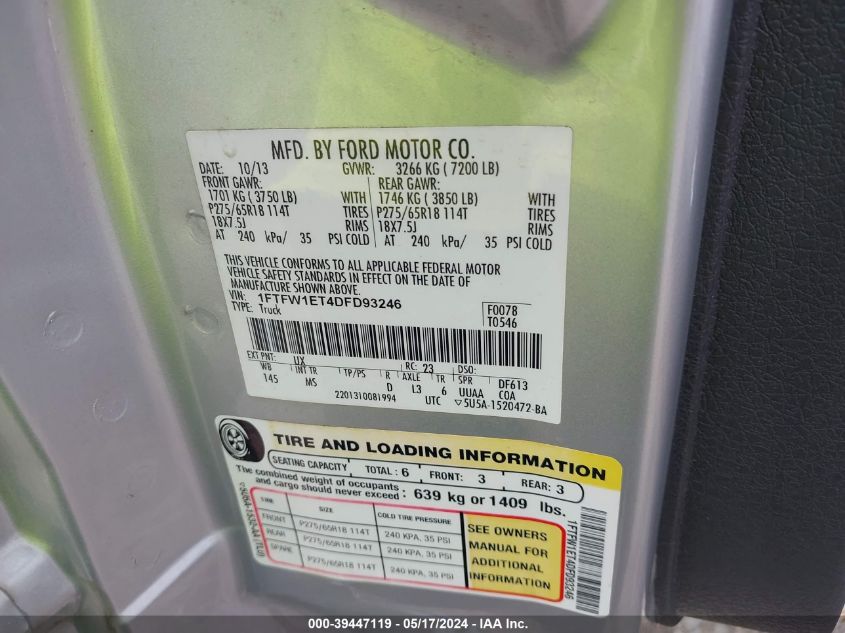 MFD. BY FORD MOTOR CO.
DATE: 10/13 GVWR: 3266 KG ( 7200 LB)
FRONT GAWR: REAR GAWR:
1701 KG ( 3750 LB) WITH 1746 KG ( 3850 LB) WITH
P275/65R18 114T TIRES P275/65R18 114T TIRES
18X7.5J RIMS 18X7.5J RIMS
AT 240 kPa/ 35 PSI COLD AT 240 kPa/ 35 PSI COLD
THIS VEHICLE CONFORMS TO ALL APPLICABLE FEDERAL MOTOR
VEHICLE SAFETY STANDARDS IN EFFECT ON THE DATE OF
MANUFACTURE SHOWN ABOVE.
VIN: 1FTFW1ET4DFD93246
TYPE: Truck
F0078
T0546
EXT PNT: UX RC: 23 DSO:
WB INT TR TP/PS R AXLE TR SPR DF613
145 MS D L3 6 UUAA COA
2201310081994 UTC 5U5A-1520472-BA
TIRE AND LOADING INFORMATION
SEATING CAPACITY TOTAL: 6 FRONT: 3 REAR: 3
The combined weight of occupants
and cargo should never exceed: 639 kg or 1409 lbs.
TIRE SIZE COLD TIRE PRESSURE
FRONT P275/65R18 114T 240 KPA, 35 PSI
REAR P275/65R18 114T 240 KPA, 35 PSI
SPARE P275/65R18 114T 240 KPA, 35 PSI
SEE OWNERS
MANUAL FOR
ADDITIONAL
INFORMATION
1FTFW1ET4DFD93246
000-39447119 - 05/17/2024 - IAA Inc.